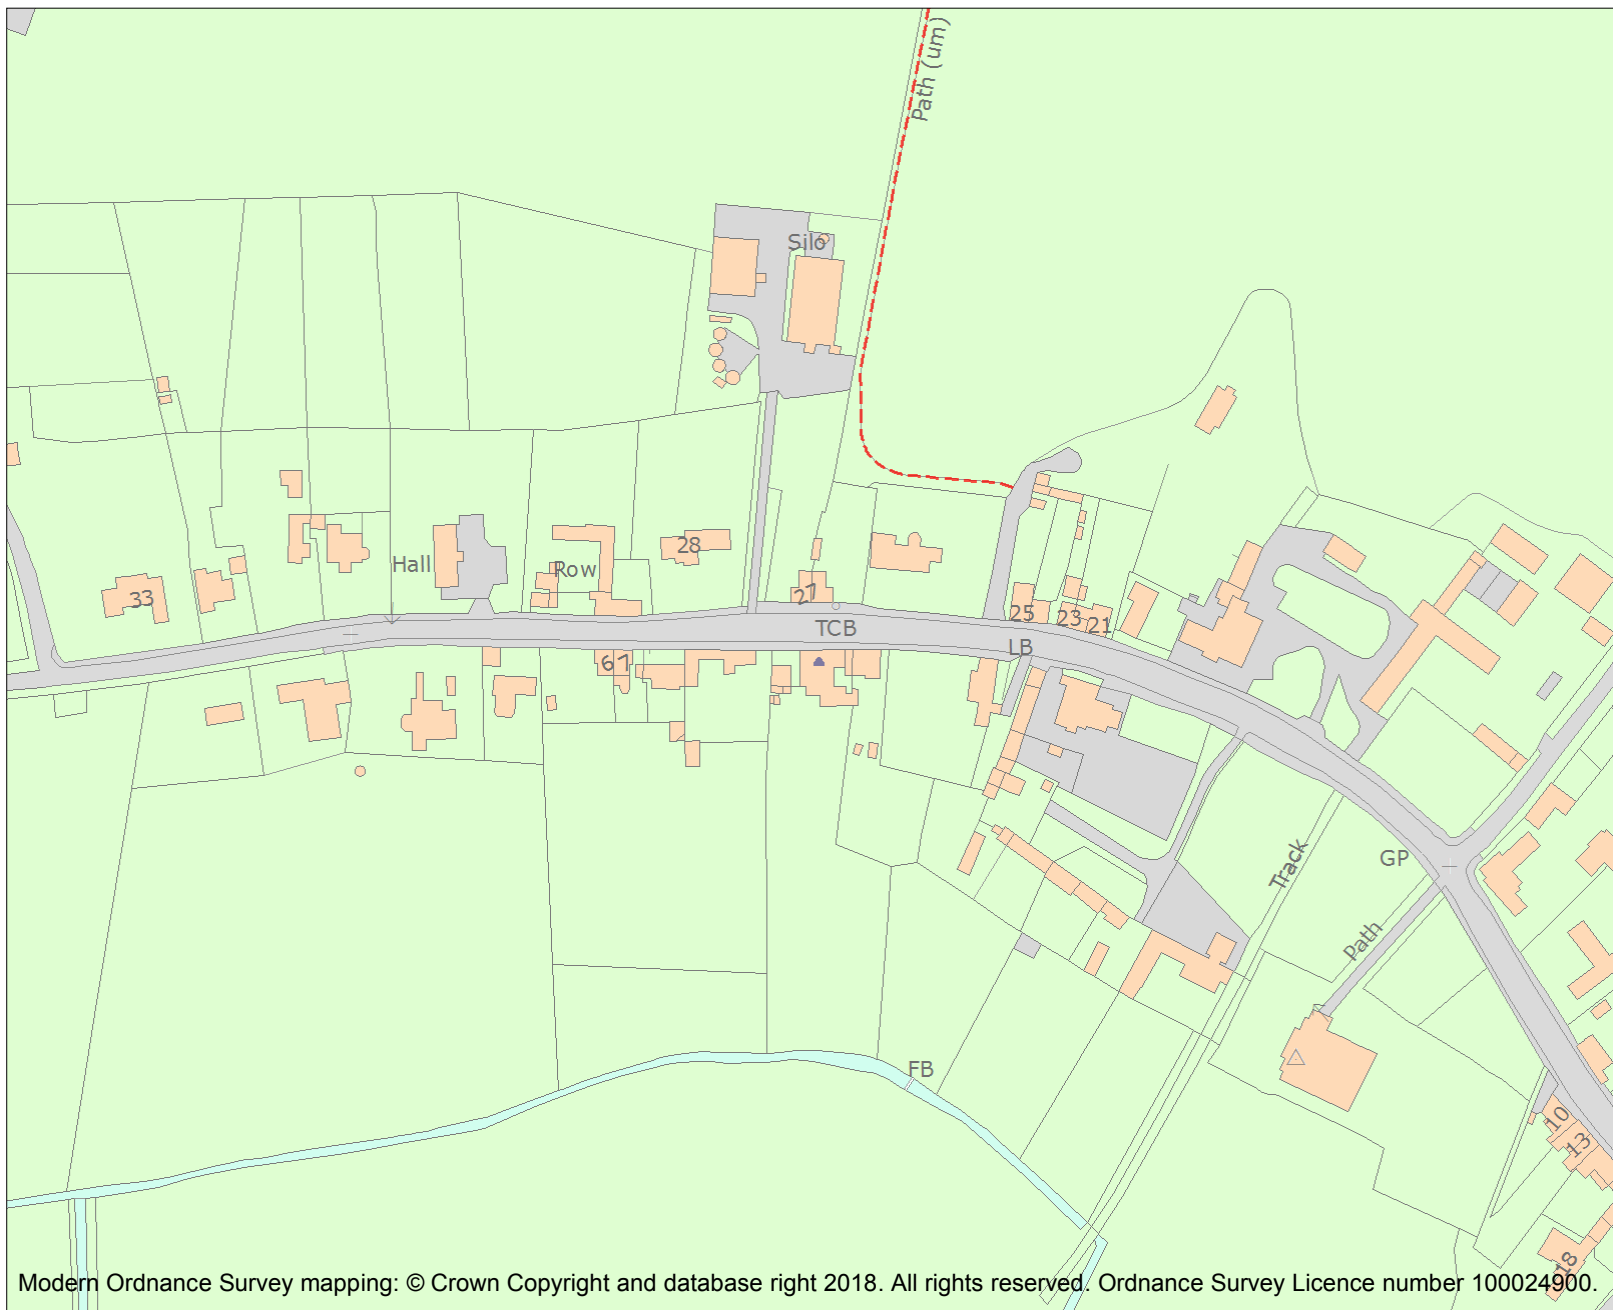 Path (um)
Silo
Hall
Row
28
33
27
25
23
21
TCB
LB
6
7
GP
Track
Path
FB
10
13
18
Modern Ordnance Survey mapping: © Crown Copyright and database right 2018. All rights reserved. Ordnance Survey Licence number 100024900.